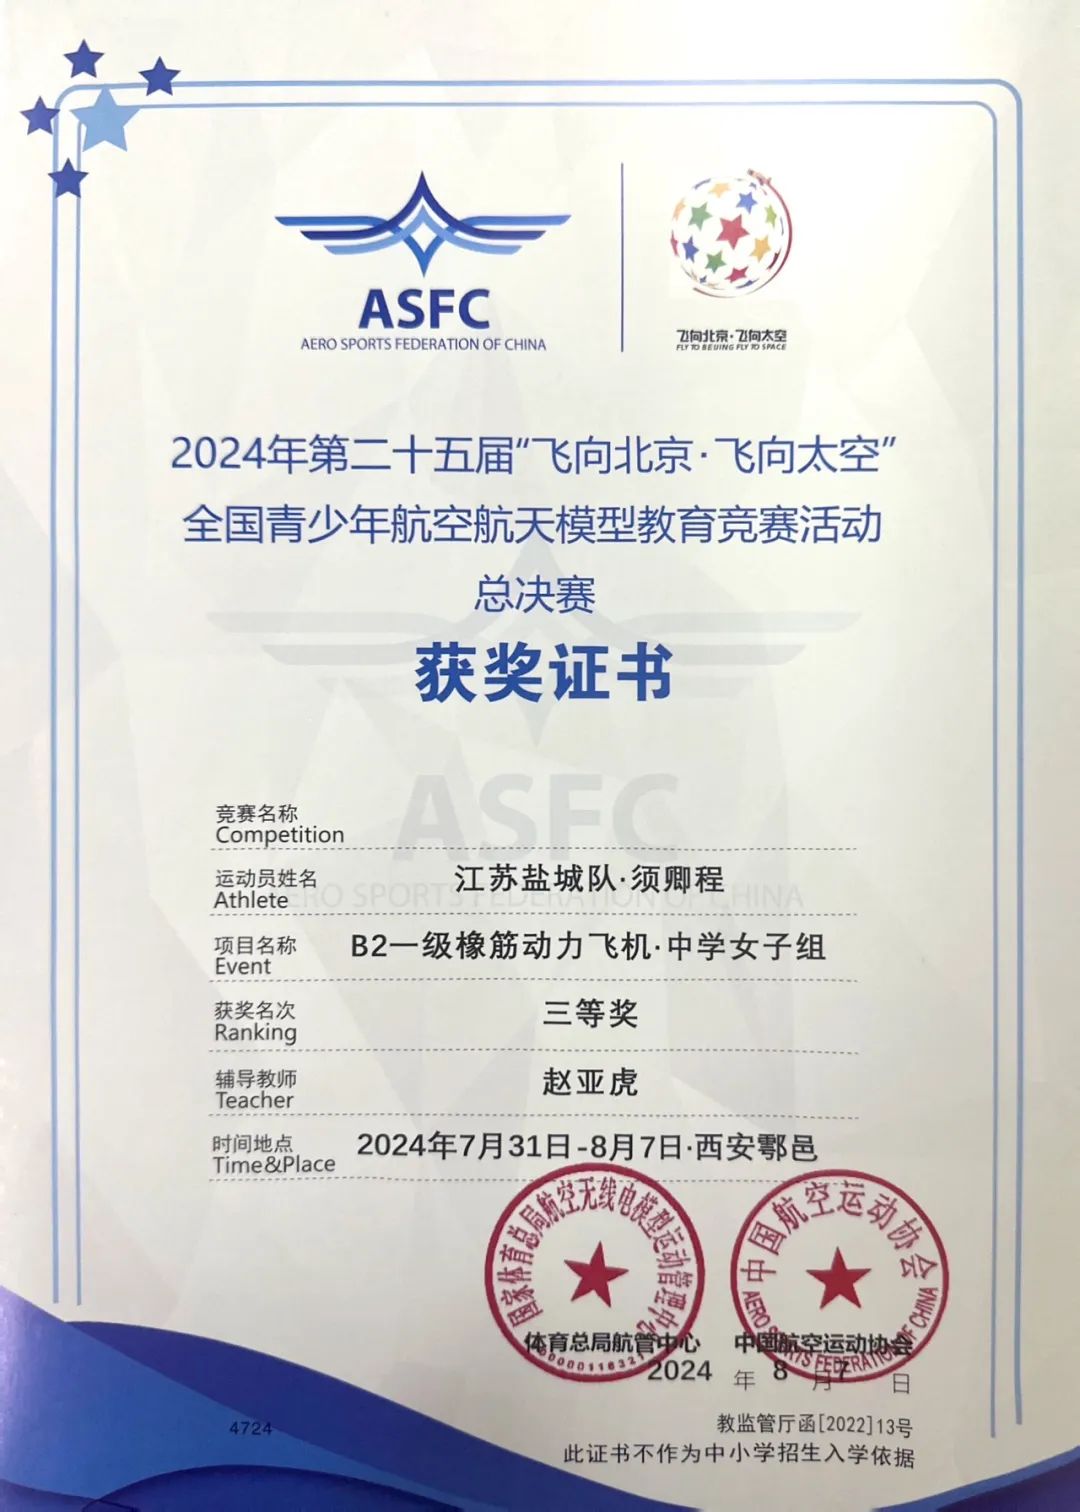 ASFC
AERO SPORTS FEDERATION OF CHINA
飞向北京·飞向太空
FLY TO BEIJING FLY TO SPACE
2024年第二十五届“飞向北京·飞向太空”
全国青少年航空航天模型教育竞赛活动
总决赛
获奖证书
ASFC
AERO SPORTS FEDERATION OF CHINA
竞赛名称
Competition
运动员姓名 江苏盐城队·须卿程
Athlete
项目名称 B2一级橡筋动力飞机·中学女子组
Event
获奖名次 三等奖
Ranking
辅导教师 赵亚虎
Teacher
时间地点 2024年7月31日-8月7日·西安鄠邑
Time&Place
国家体育总局航空无线电模型运动管理中心
中国航空运动协会
AERO SPORTS FEDERATION OF CHINA
体育总局航管中心 中国航空运动协会
2024 年 8 月 7 日
4724
教监管厅函[2022]13号
此证书不作为中小学招生入学依据